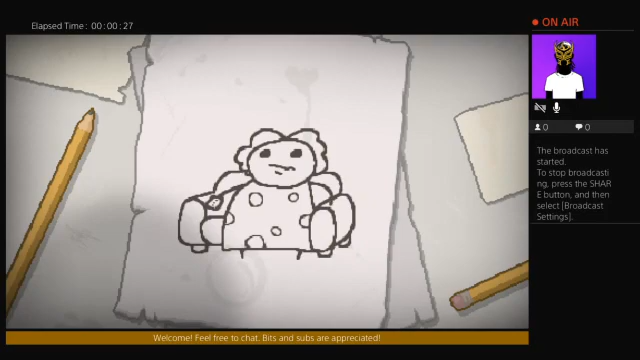 Elapsed Time : 00:00:27
ON AIR
0 0
The broadcast has
started.
To stop broadcasti
ng, press the SHAR
E button, and then
select [Broadcast
Settings].
Welcome! Feel free to chat. Bits and subs are appreciated!